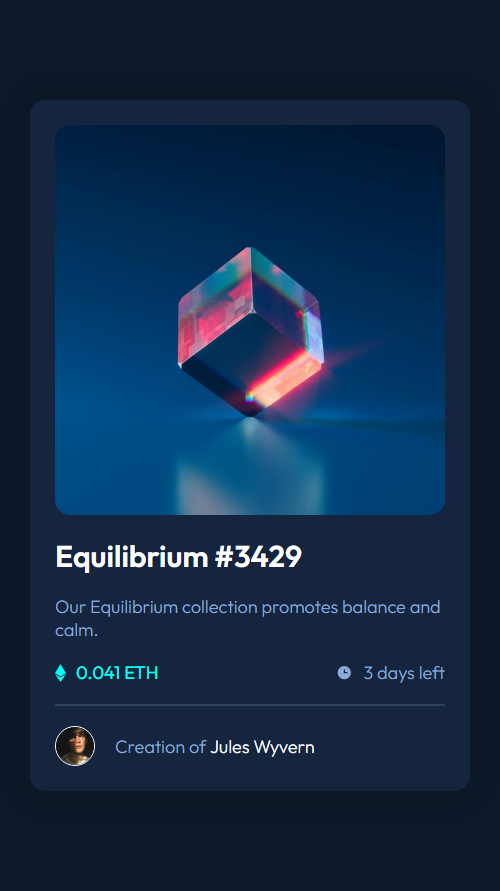 Equilibrium #3429
Our Equilibrium collection promotes balance and
calm.
0.041 ETH
3 days left
Creation of Jules Wyvern